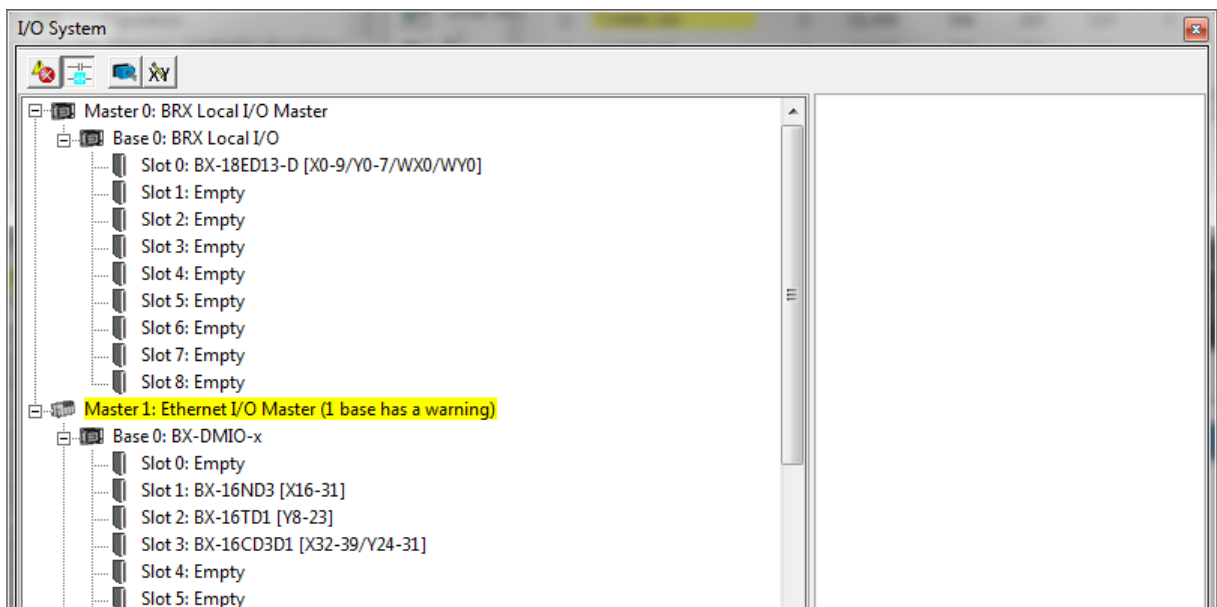 I/O System
Master 0: BRX Local I/O Master
Base 0: BRX Local I/O
Slot 0: BX-18ED13-D [X0-9/Y0-7/WX0/WY0]
Slot 1: Empty
Slot 2: Empty
Slot 3: Empty
Slot 4: Empty
Slot 5: Empty
Slot 6: Empty
Slot 7: Empty
Slot 8: Empty
Master 1: Ethernet I/O Master (1 base has a warning)
Base 0: BX-DMIO-x
Slot 0: Empty
Slot 1: BX-16ND3 [X16-31]
Slot 2: BX-16TD1 [Y8-23]
Slot 3: BX-16CD3D1 [X32-39/Y24-31]
Slot 4: Empty
Slot 5: Empty